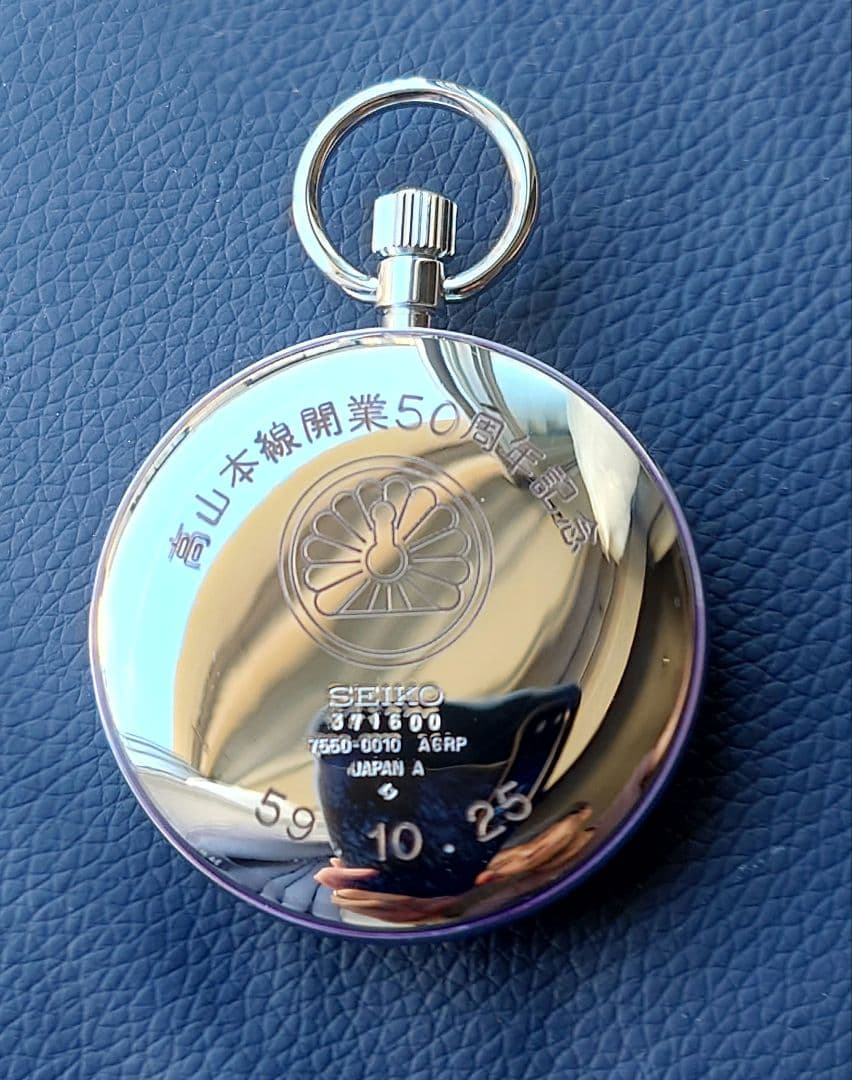 高山本線開業50周年記念
SEIKO
371600
7550-0010 A6RP
JAPAN A
59.10.25